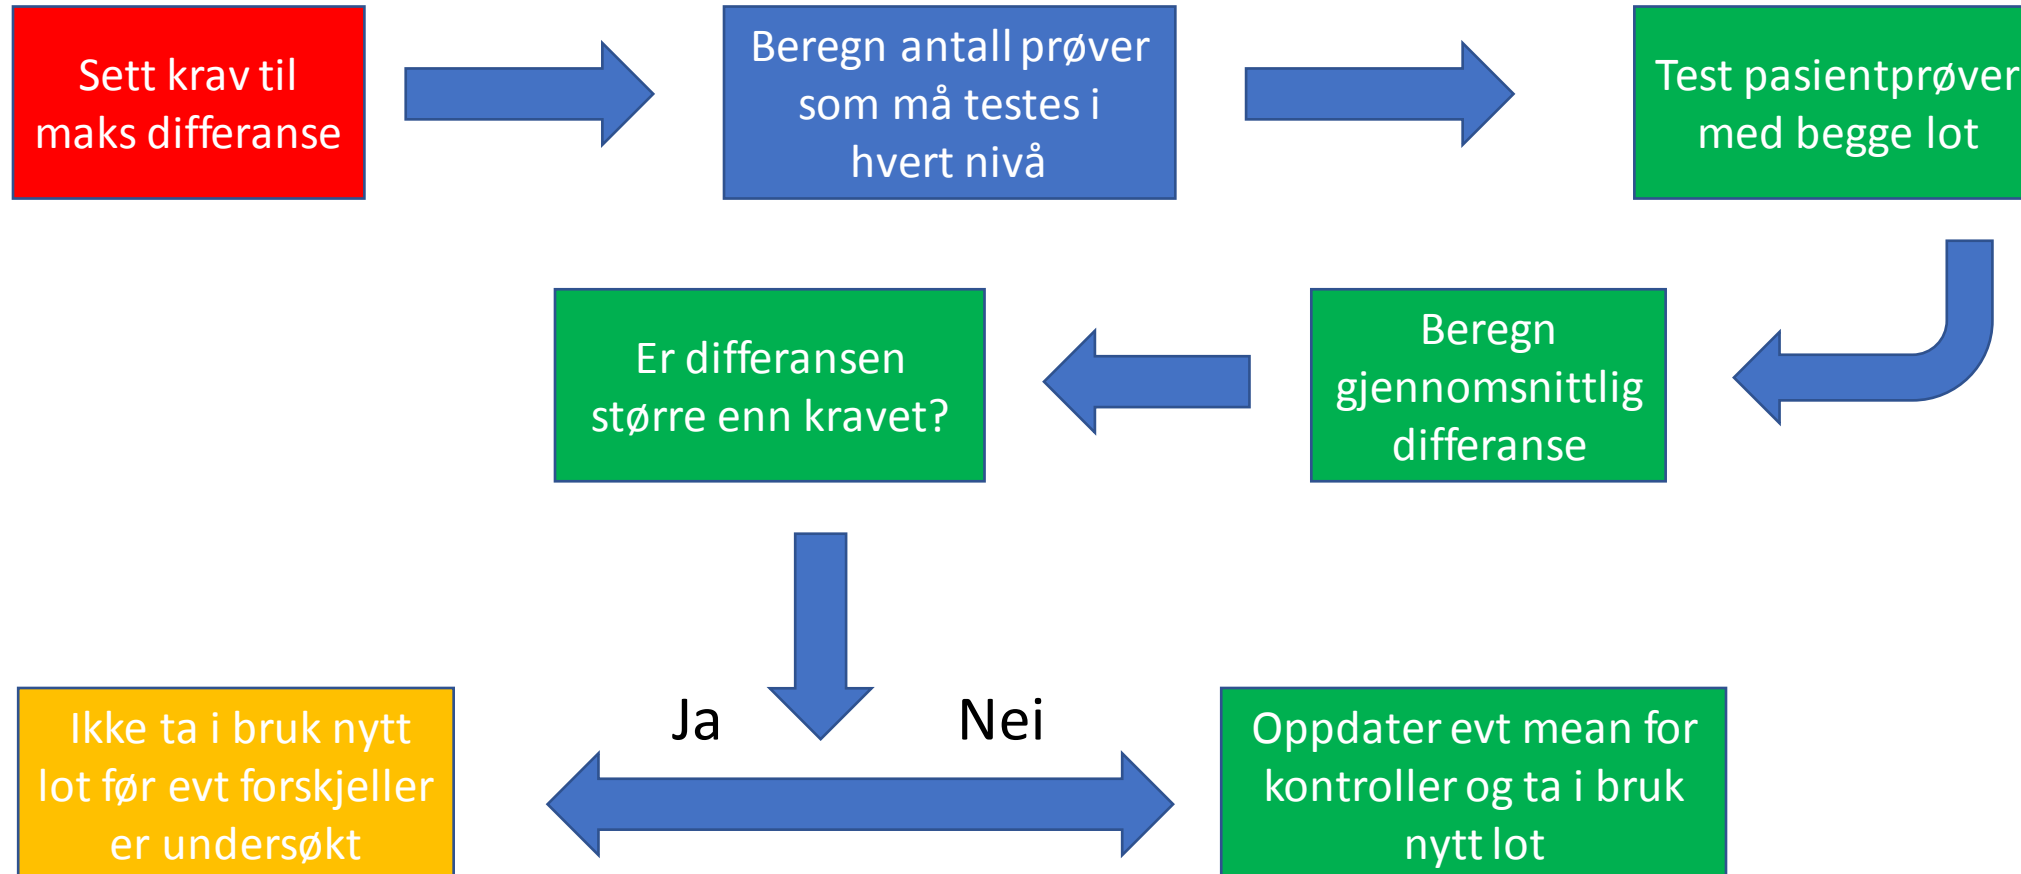 Sett krav til
maks differanse
Beregn antall prøver
som må testes i
hvert nivå
Test pasientprøver
med begge lot
Beregn
gjennomsnittlig
differanse
Er differansen
større enn kravet?
Ja
Nei
Ikke ta i bruk nytt
lot før evt forskjeller
er undersøkt
Oppdater evt mean for
kontroller og ta i bruk
nytt lot